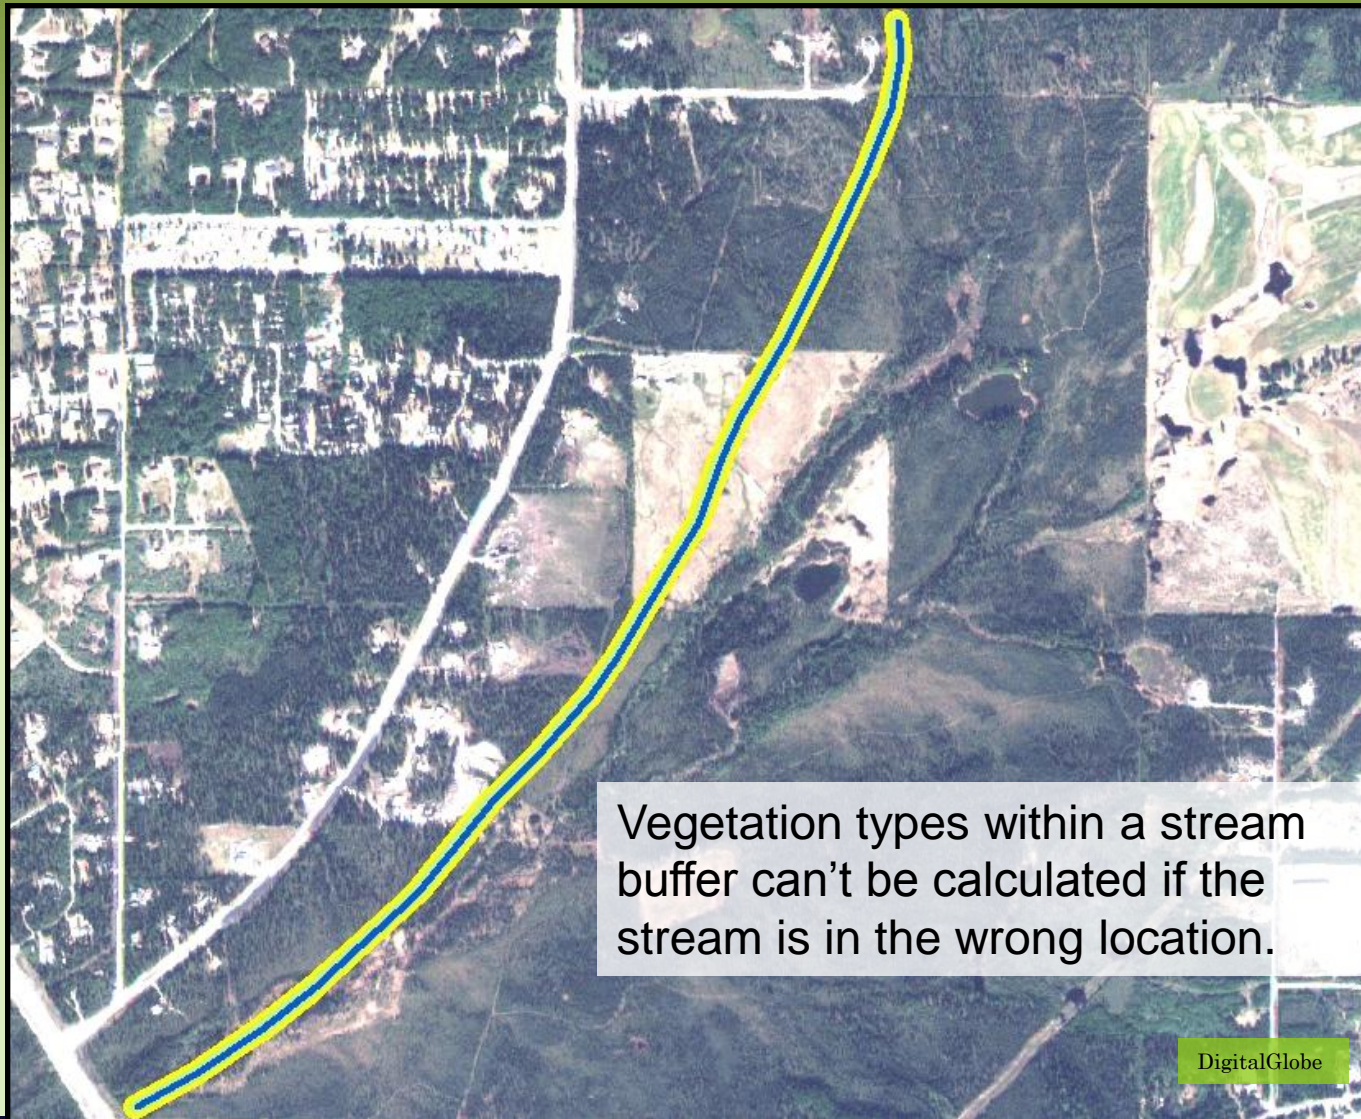 Vegetation types within a stream
buffer can’t be calculated if the
stream is in the wrong location.
DigitalGlobe